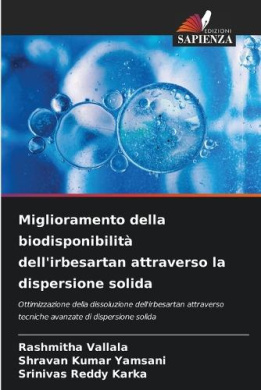 EDIZIONI
SAPIENZA
Miglioramento della
biodisponibilità
dell'irbesartan attraverso la
dispersione solida
Ottimizzazione della dissoluzione dell'irbesartan attraverso
tecniche avanzate di dispersione solida
Rashmitha Vallala
Shravan Kumar Yamsani
Srinivas Reddy Karka